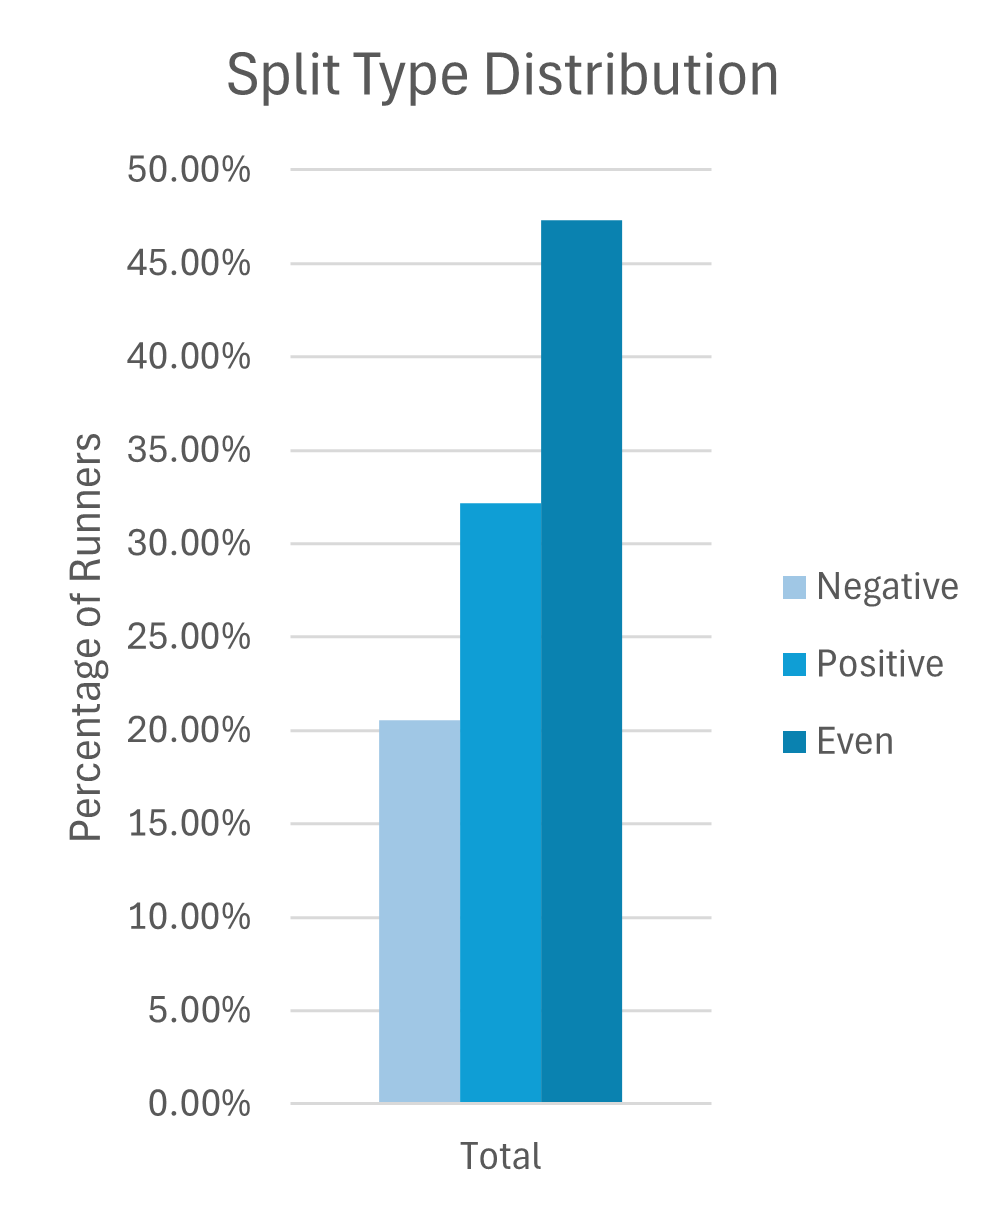 Split Type Distribution
50.00%
45.00%
40.00%
35.00%
30.00%
25.00%
20.00%
15.00%
10.00%
5.00%
0.00%
Percentage of Runners
Total
Negative
Positive
Even